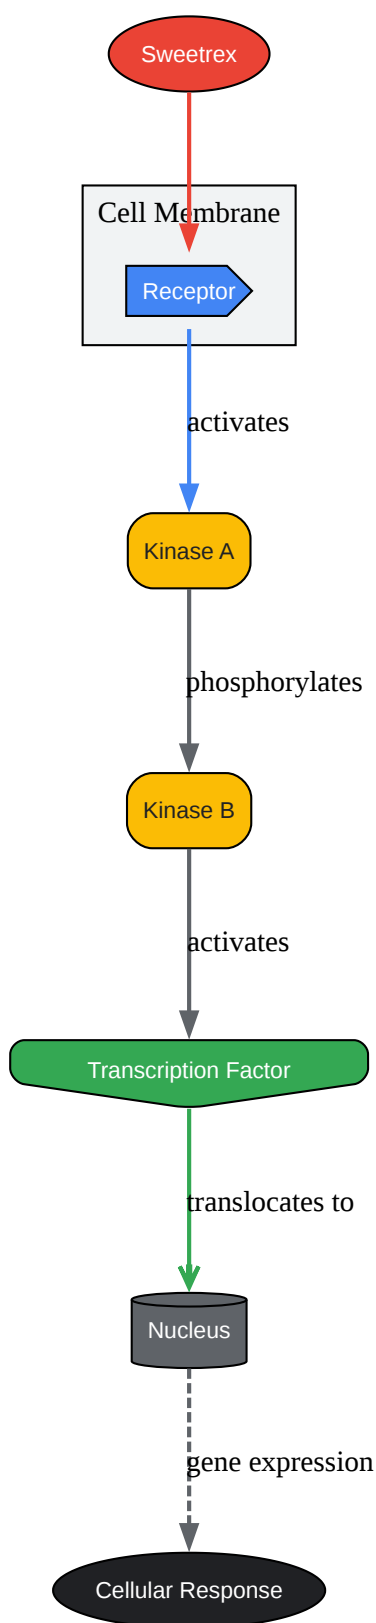 Sweetrex
Cell Membrane
Receptor
activates
Kinase A
phosphorylates
Kinase B
activates
Transcription Factor
translocates to
Nucleus
gene expression
Cellular Response